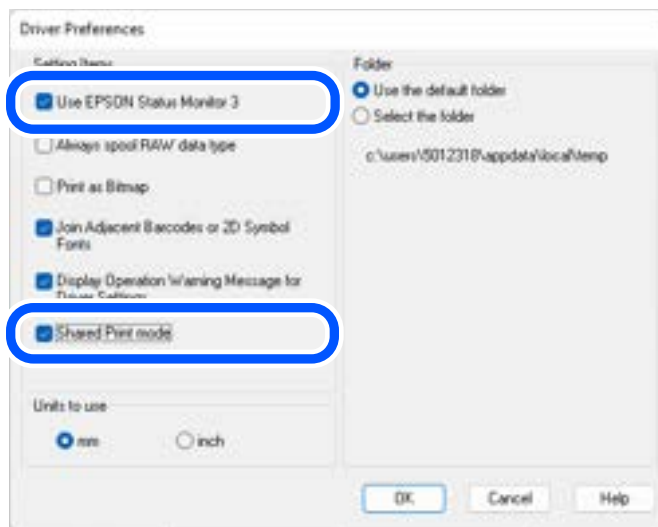 Driver Preferences
Setting Items
Use EPSON Status Monitor 3
Always spool RAW data type
Print as Bitmap
Join Adjacent Barcodes or 2D Symbol
Fonts
Display Operation Warning Message for
Driver Settings
Shared Print mode
Units to use
mm
inch
Folder
Use the default folder
Select the folder
c:\users\5012318\appdata\local\temp
OK
Cancel
Help